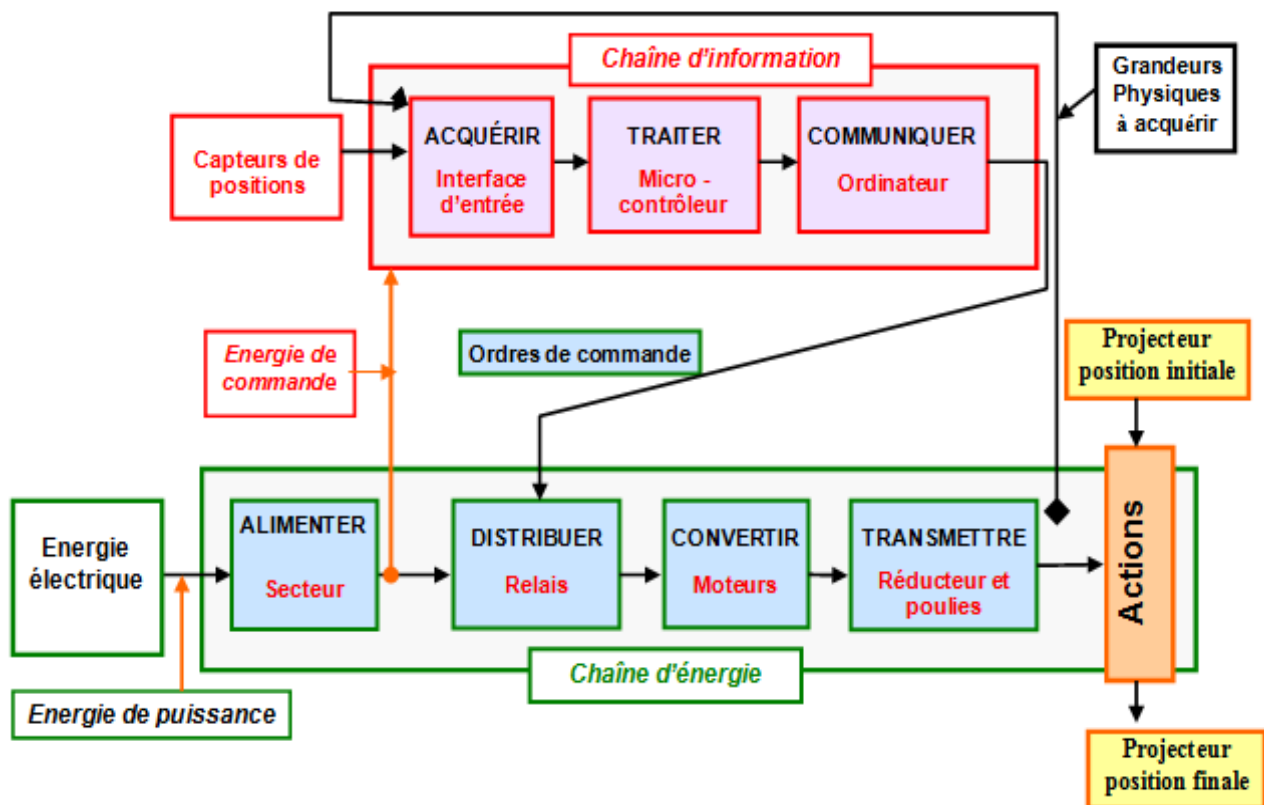 Chaîne d'information
Grandeurs
Physiques
à acquérir
Capteurs de
positions
ACQUÉRIR
Interface
d'entrée
TRAITER
Micro -
contrôleur
COMMUNIQUER
Ordinateur
Energie de
commande
Ordres de commande
Projecteur
position initiale
Energie
électrique
ALIMENTER
Secteur
DISTRIBUER
Relais
CONVERTIR
Moteurs
TRANSMETTRE
Réducteur et
poulies
Actions
Chaîne d'énergie
Energie de puissance
Projecteur
position finale